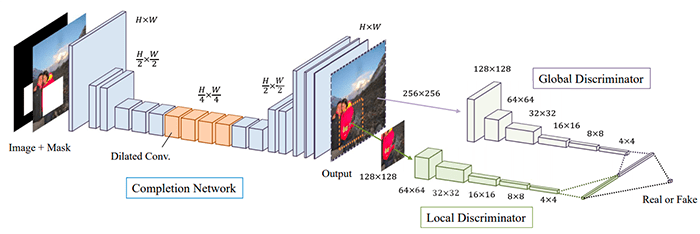 H×W
H/2 × W/2
H/4 × W/4
H/2 × W/2
H×W
Image + Mask
Dilated Conv.
Completion Network
Output
256×256
128×128
128×128
64×64
32×32
16×16
8×8
4×4
Global Discriminator
64×64
32×32
16×16
8×8
4×4
Local Discriminator
Real or Fake